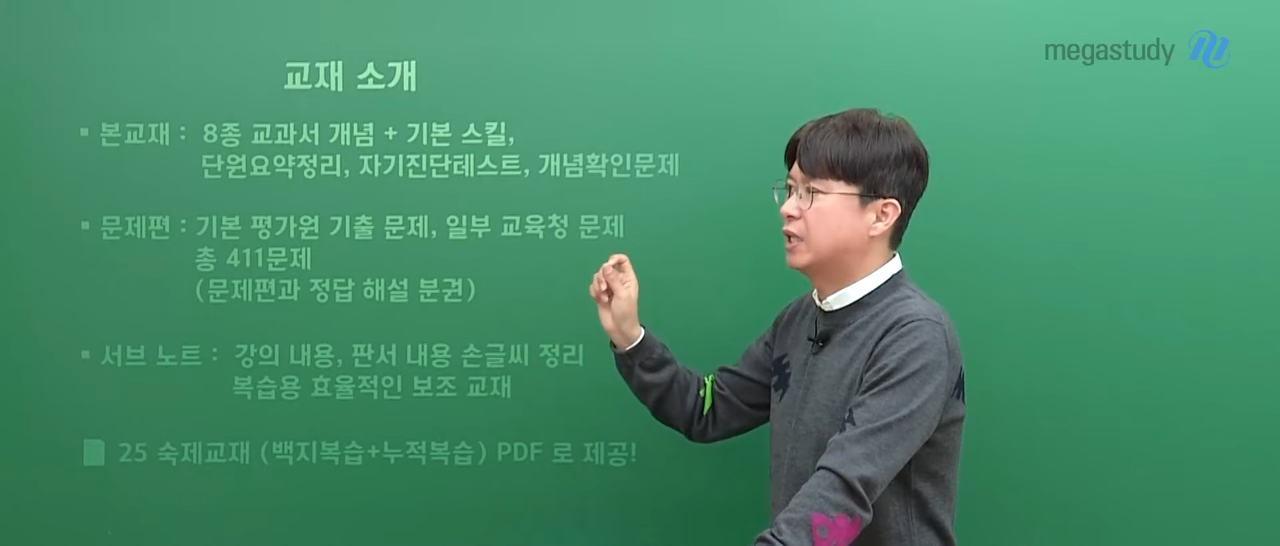 megastudy
교재 소개
▪ 본교재 : 8종 교과서 개념 + 기본 스킬,
단원요약정리, 자기진단테스트, 개념확인문제
▪ 문제편 : 기본 평가원 기출 문제, 일부 교육청 문제
총 411문제
(문제편과 정답 해설 분권)
▪ 서브 노트 : 강의 내용, 판서 내용 손글씨 정리
복습용 효율적인 보조 교재
25 숙제교재 (백지복습+누적복습) PDF 로 제공!